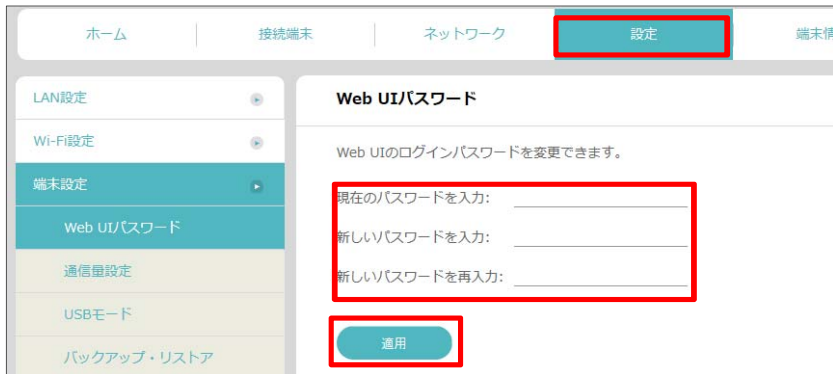 ホーム
接続端末
ネットワーク
設定
端末情
LAN設定
Wi-Fi設定
端末設定
Web UIパスワード
通信量設定
USBモード
バックアップ・リストア
Web UIパスワード
Web UIのログインパスワードを変更できます。
現在のパスワードを入力:
新しいパスワードを入力:
新しいパスワードを再入力:
適用